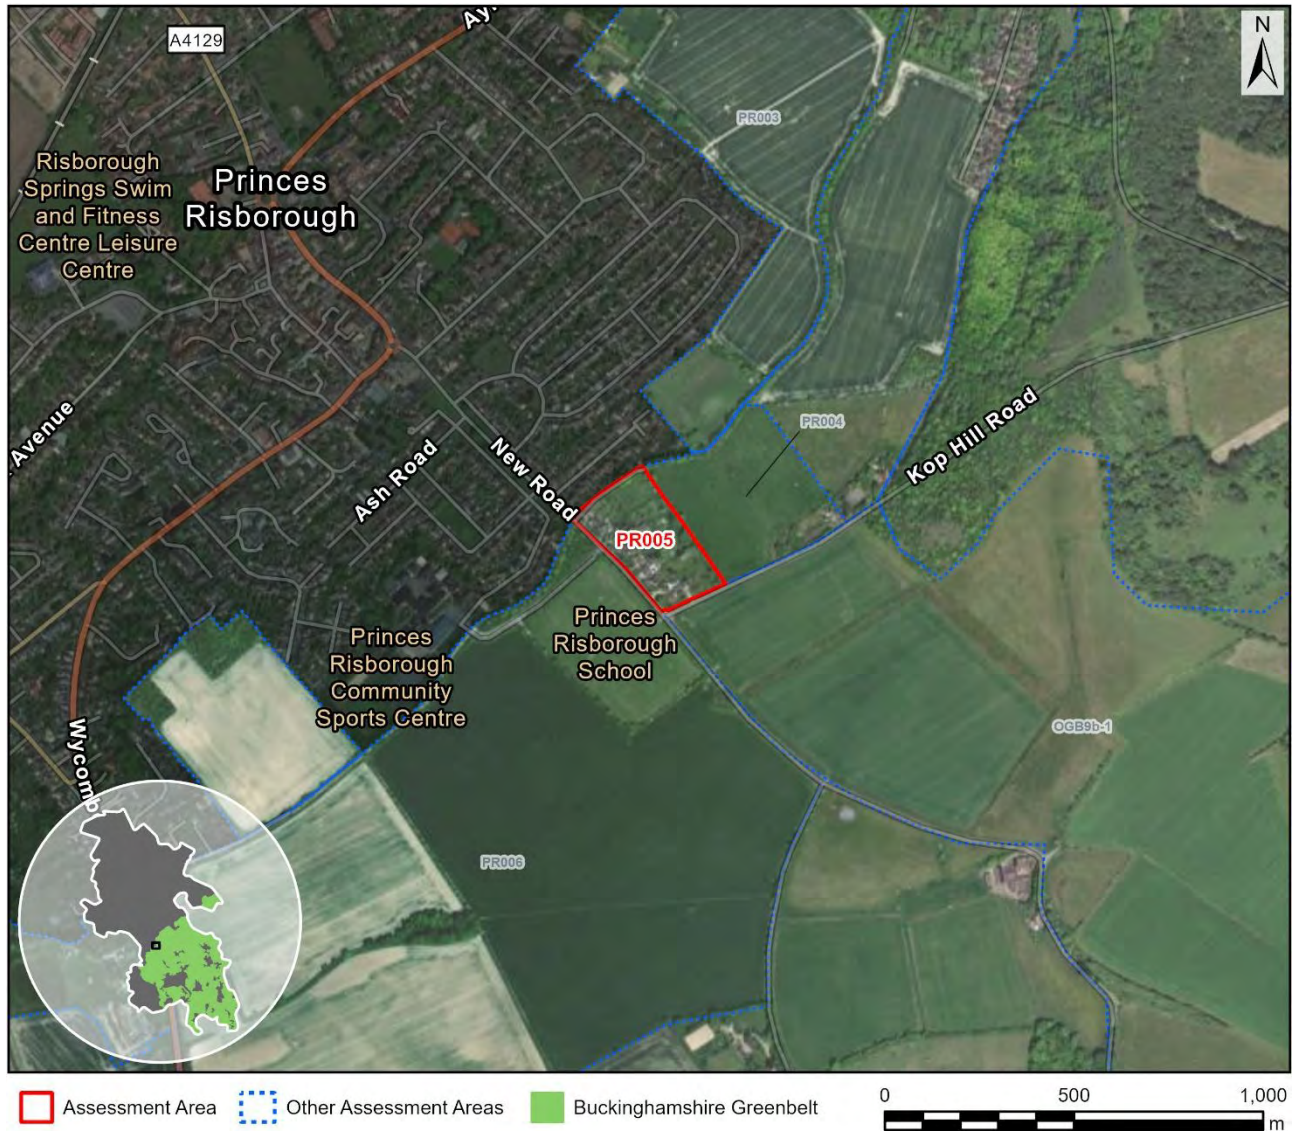 A4129
Ay
N
PR003
Risborough
Springs Swim
and Fitness
Centre Leisure
Centre
Princes
Risborough
Avenue
Ash Road
New Road
PR004
Kop Hill Road
PR005
Princes
Risborough
School
Princes
Risborough
Community
Sports Centre
Wycomb
OGB9b-1
PR006
Assessment Area
Other Assessment Areas
Buckinghamshire Greenbelt
0 500 1,000
m